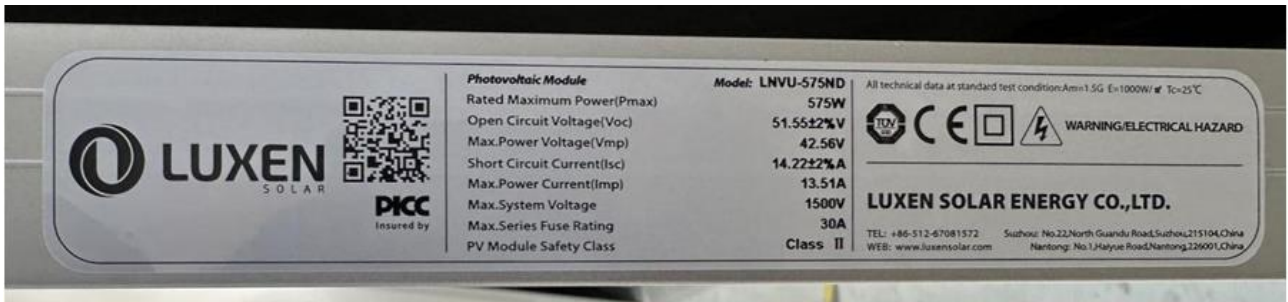 LUXEN
SOLAR
PICC
Insured by
Photovoltaic Module Model: LNVU-575ND
Rated Maximum Power(Pmax) 575W
Open Circuit Voltage(Voc) 51.55±2%V
Max.Power Voltage(Vmp) 42.56V
Short Circuit Current(Isc) 14.22±2%A
Max.Power Current(Imp) 13.51A
Max.System Voltage 1500V
Max.Series Fuse Rating 30A
PV Module Safety Class Class II
All technical data at standard test condition:Am=1.5G E=1000W/㎡ Tc=25℃
TÜV
CE
WARNING/ELECTRICAL HAZARD
LUXEN SOLAR ENERGY CO.,LTD.
TEL: +86-512-67081572 Suzhou: No.22,North Guandu Road,Suzhou,215104,China
WEB: www.luxensolar.com Nantong: No.1,Haiyue Road,Nantong,226001,China